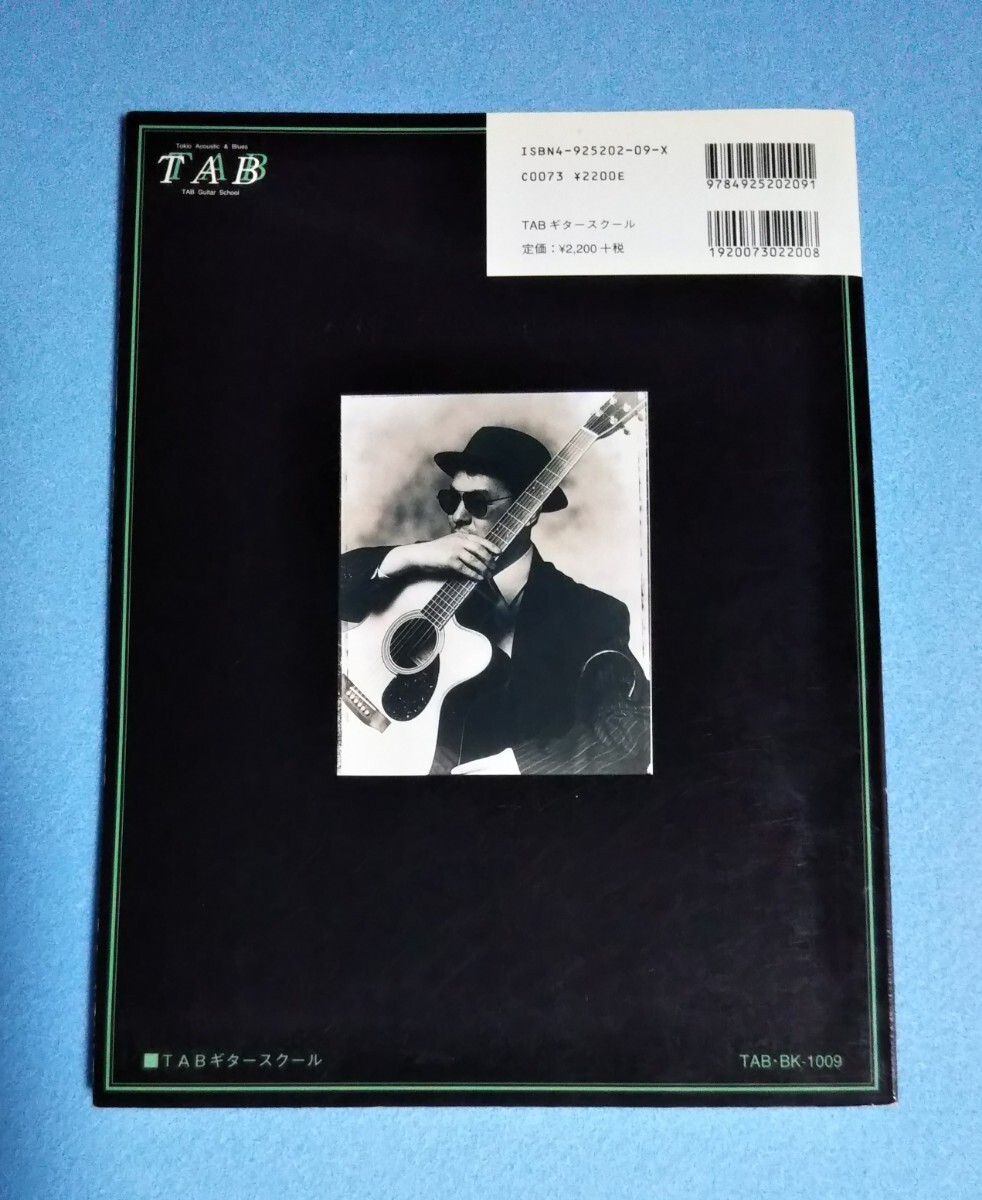 Tokio Acoustic & Blues
TAB
TAB Guitar School
ISBN4-925202-09-X
C0073 ¥2200E
9784925202091
TABギタースクール
定価：¥2,200＋税
1920073022008
■TABギタースクール
TAB・BK-1009